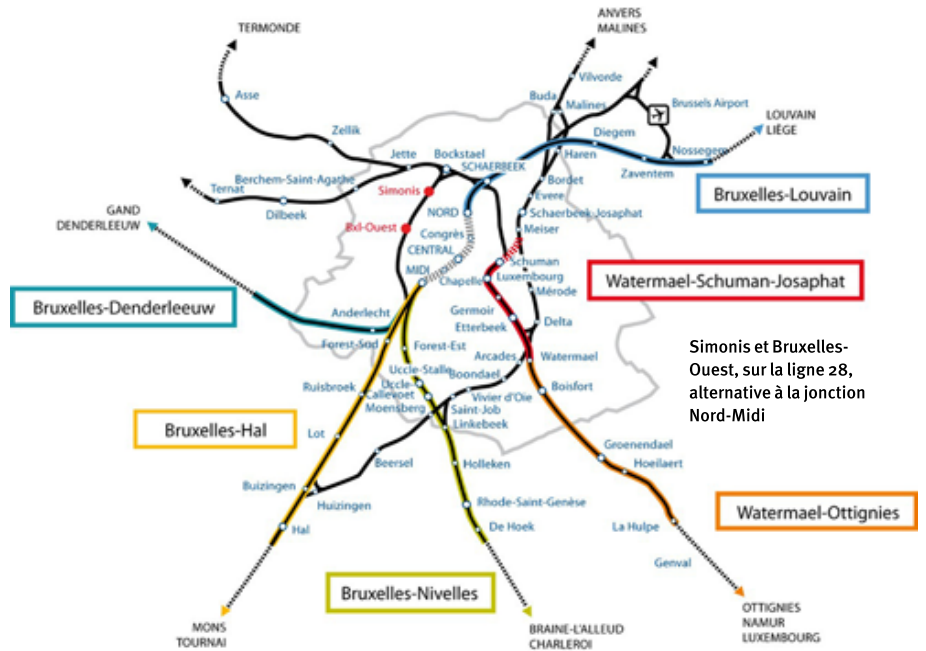 TERMONDE
ANVERS
MALINES
Vilvorde
Asse
Buda
Malines
Brussels Airport
LOUVAIN
LIÈGE
Zellik
Diegem
Nossegem
Jette
Bockstael
SCHAERBEEK
Haren
Zaventem
Berchem-Saint-Agathe
Simonis
Bordet
Bruxelles-Louvain
Ternat
Dilbeek
Evere
GAND
DENDERLEEUW
NORD
Schaerbeek Josaphat
Bxl-Ouest
Congrès
Meiser
CENTRAL
Schuman
MIDI
Chapelle
Luxembourg
Watermael-Schuman-Josaphat
Mérode
Bruxelles-Denderleeuw
Anderlecht
Germoir
Etterbeek
Delta
Forest-Sud
Forest-Est
Arcades
Watermael
Simonis et Bruxelles-
Ouest, sur la ligne 28,
alternative à la jonction
Nord-Midi
Uccle-Stalle
Boondael
Ruisbroek
Uccle-
Callevoet
Vivier d'Oie
Boisfort
Moensberg
Saint-Job
Linkebeek
Bruxelles-Hal
Lot
Beersel
Holleken
Groenendael
Hoeilaert
Buizingen
Huizingen
Rhode-Saint-Genèse
Watermael-Ottignies
Hal
De Hoek
La Hulpe
Genval
Bruxelles-Nivelles
MONS
TOURNAI
BRAINE-L'ALLEUD
CHARLEROI
OTTIGNIES
NAMUR
LUXEMBOURG